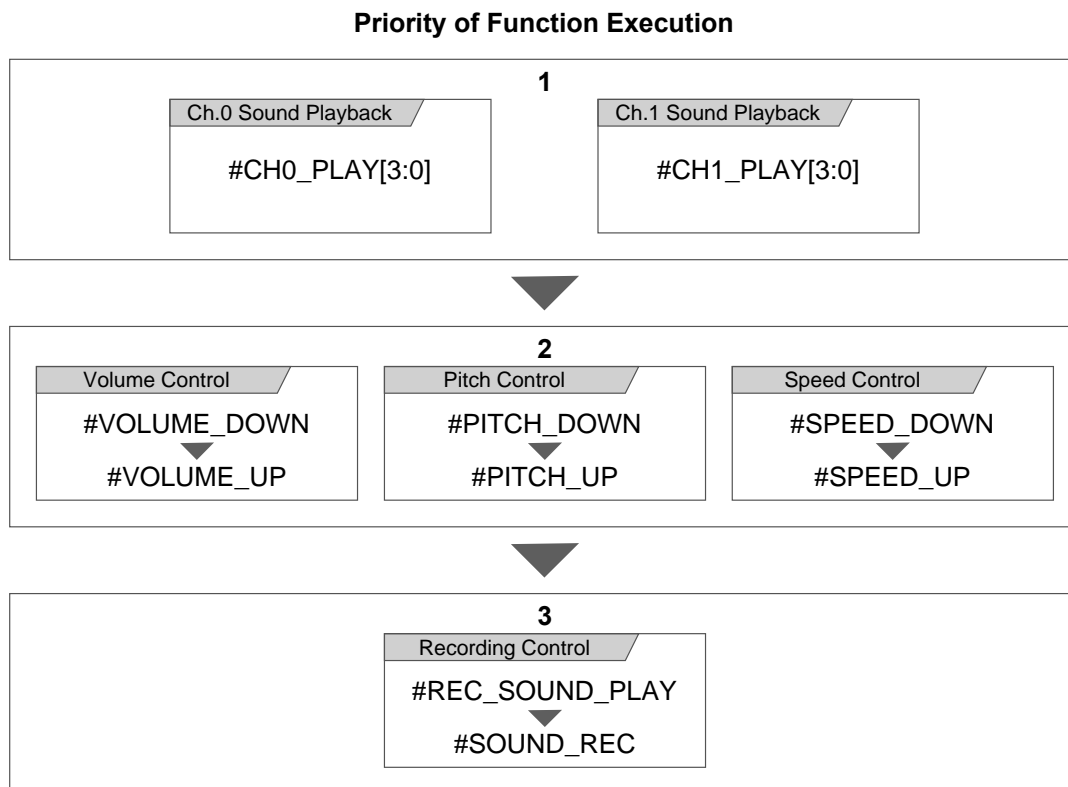 Priority of Function Execution
1
Ch.0 Sound Playback
#CH0_PLAY[3:0]
Ch.1 Sound Playback
#CH1_PLAY[3:0]
2
Volume Control
#VOLUME_DOWN
#VOLUME_UP
Pitch Control
#PITCH_DOWN
#PITCH_UP
Speed Control
#SPEED_DOWN
#SPEED_UP
3
Recording Control
#REC_SOUND_PLAY
#SOUND_REC